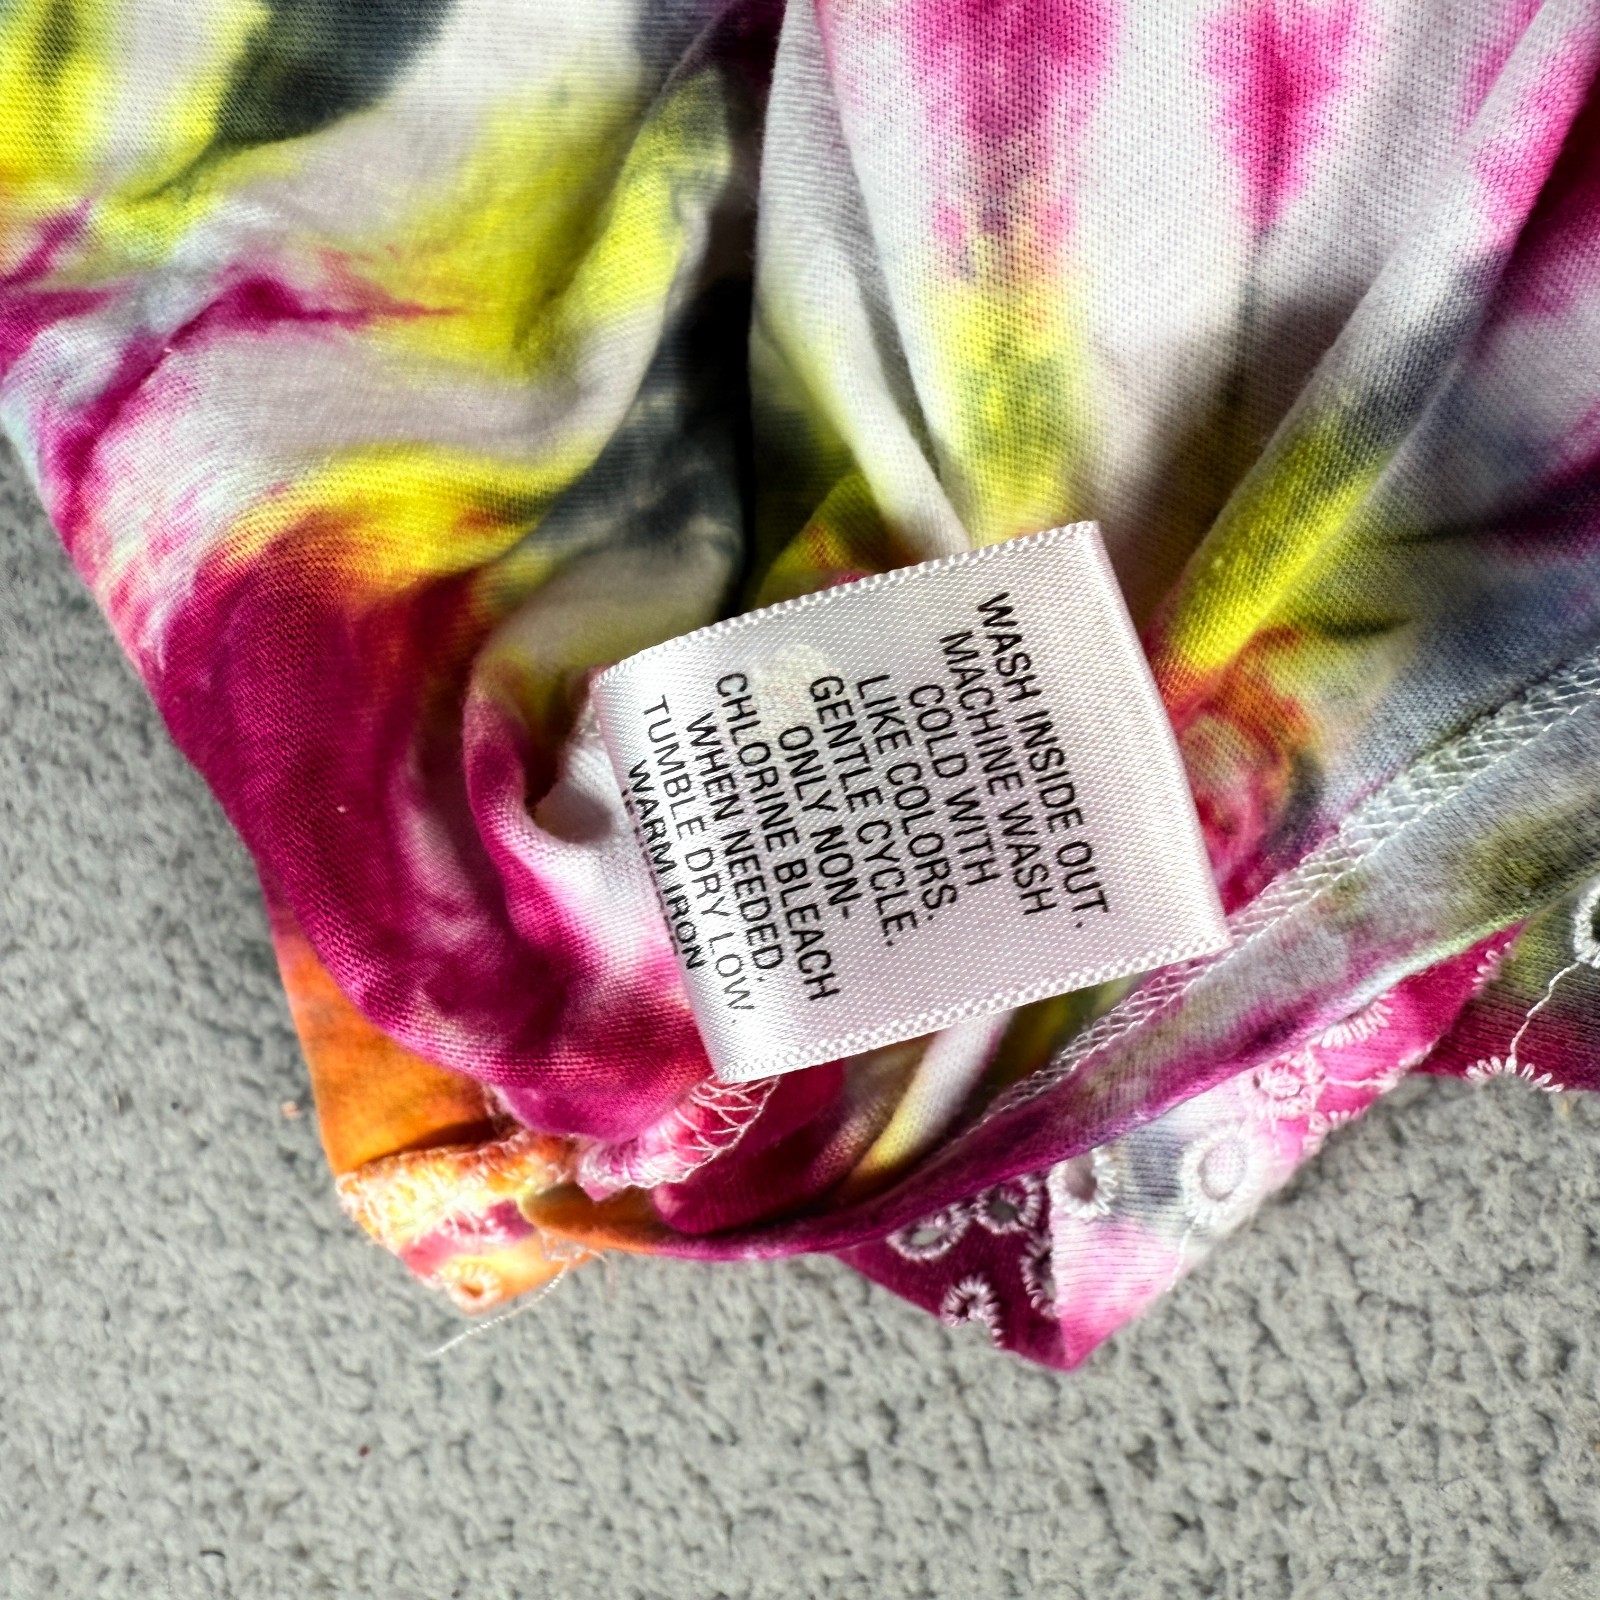 WASH INSIDE OUT.
MACHINE WASH
COLD WITH
LIKE COLORS.
GENTLE CYCLE.
ONLY NON-
CHLORINE BLEACH
WHEN NEEDED.
TUMBLE DRY LOW.
WARM IRON